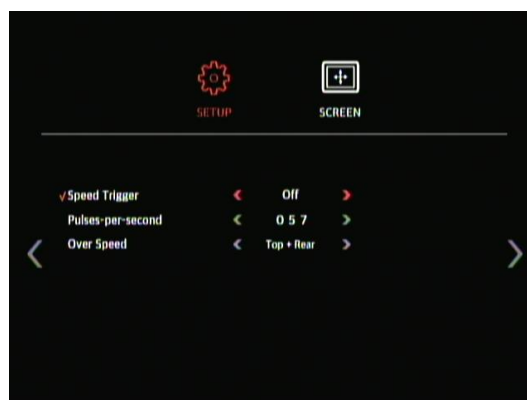 SETUP SCREEN
Speed Trigger Off
Pulses-per-second 0 5 7
Over Speed Top + Rear